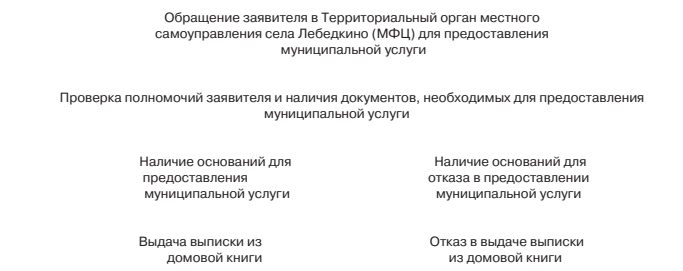 Обращение заявителя в Территориальный орган местного
самоуправления села Лебедкино (МФЦ) для предоставления
муниципальной услуги
Проверка полномочий заявителя и наличия документов, необходимых для предоставления
муниципальной услуги
Наличие оснований для
предоставления
муниципальной услуги
Наличие оснований для
отказа в предоставлении
муниципальной услуги
Выдача выписки из
домовой книги
Отказ в выдаче выписки
из домовой книги